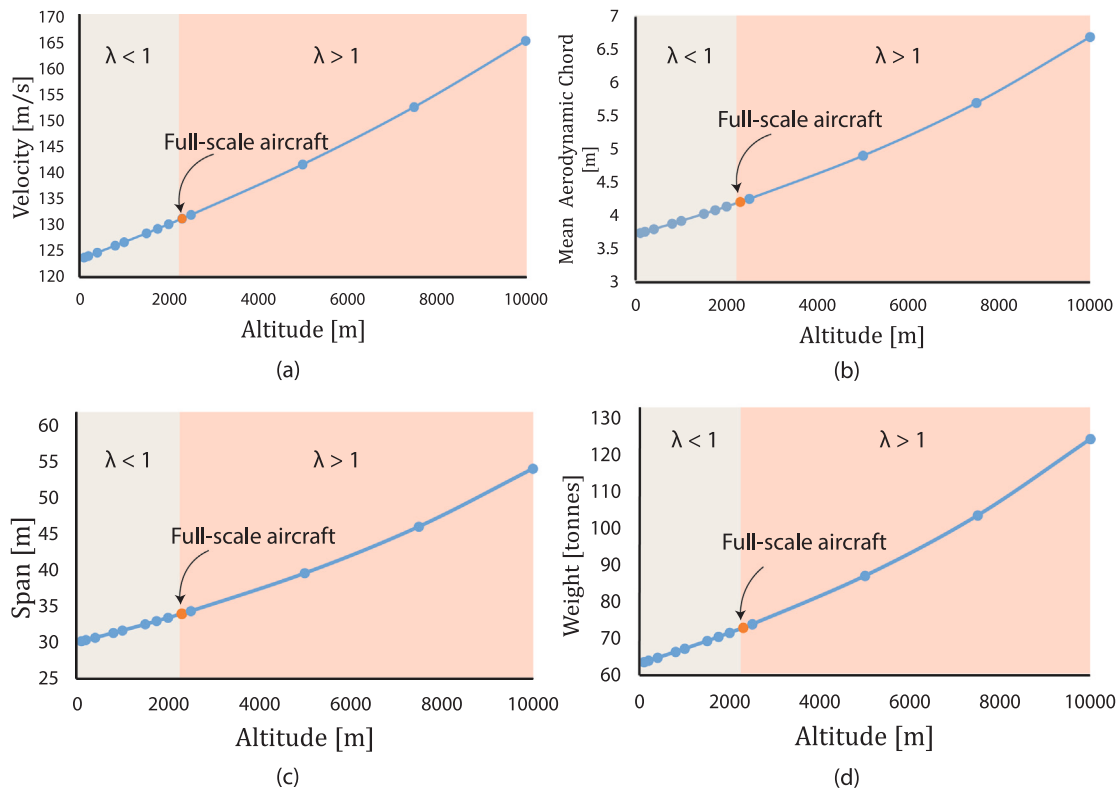 170
165
160
155
150
145
140
135
130
125
120
Velocity [m/s]
λ < 1
λ > 1
Full-scale aircraft
0
2000
4000
6000
8000
10000
Altitude [m]
(a)
7
6.5
6
5.5
5
4.5
4
3.5
3
Mean Aerodynamic Chord
[m]
λ < 1
λ > 1
Full-scale aircraft
0
2000
4000
6000
8000
10000
Altitude [m]
(b)
60
55
50
45
40
35
30
25
Span [m]
λ < 1
λ > 1
Full-scale aircraft
0
2000
4000
6000
8000
10000
Altitude [m]
(c)
130
120
110
100
90
80
70
60
Weight [tonnes]
λ < 1
λ > 1
Full-scale aircraft
0
2000
4000
6000
8000
10000
Altitude [m]
(d)